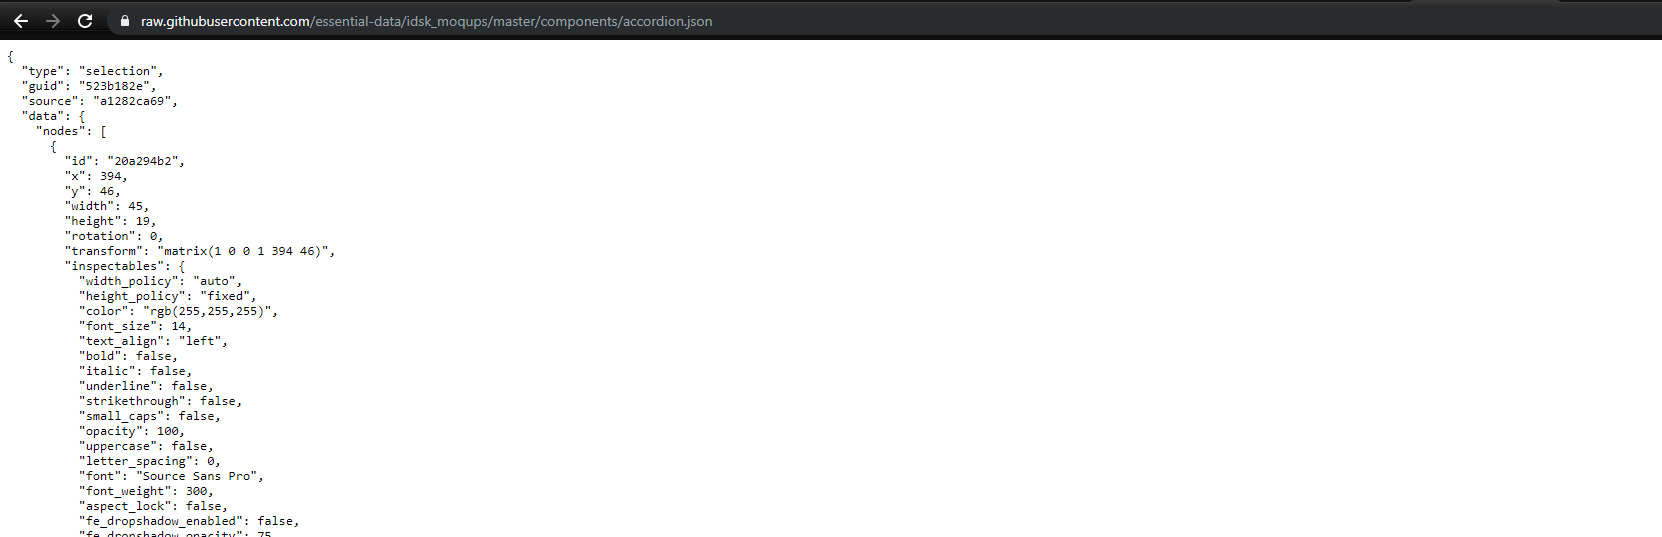 raw.githubusercontent.com/essential-data/idsk_moqups/master/components/accordion.json
{
  "type": "selection",
  "guid": "523b182e",
  "source": "a1282ca69",
  "data": {
    "nodes": [
      {
        "id": "20a294b2",
        "x": 394,
        "y": 46,
        "width": 45,
        "height": 19,
        "rotation": 0,
        "transform": "matrix(1 0 0 1 394 46)",
        "inspectables": {
          "width_policy": "auto",
          "height_policy": "fixed",
          "color": "rgb(255,255,255)",
          "font_size": 14,
          "text_align": "left",
          "bold": false,
          "italic": false,
          "underline": false,
          "strikethrough": false,
          "small_caps": false,
          "opacity": 100,
          "uppercase": false,
          "letter_spacing": 0,
          "font": "Source Sans Pro",
          "font_weight": 300,
          "aspect_lock": false,
          "fe_dropshadow_enabled": false,
          "fe_dropshadow_opacity": 75